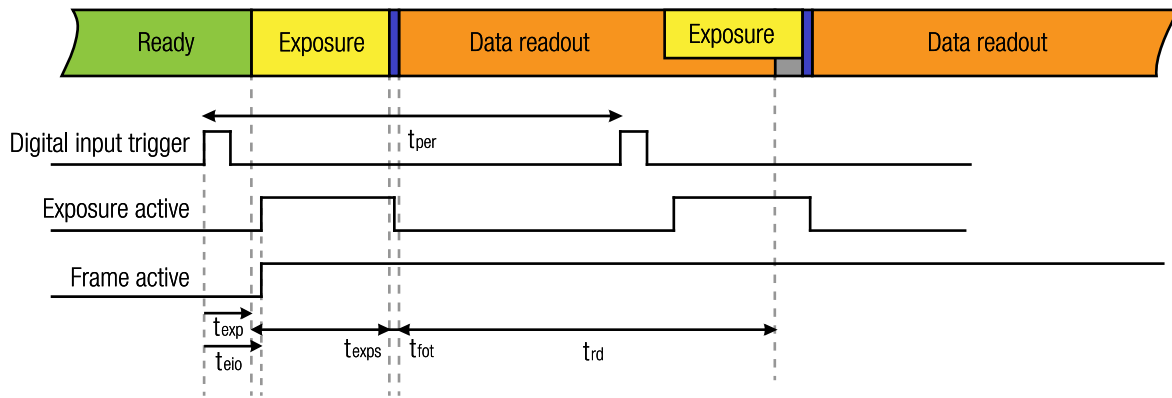 Ready
Exposure
Data readout
Exposure
Data readout
Digital input trigger
tper
Exposure active
Frame active
texp
texps
tfot
trd
teio